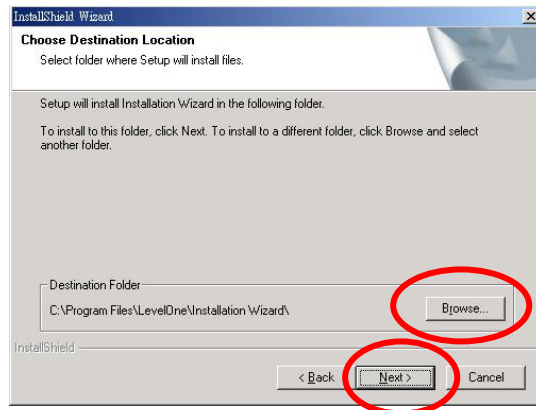 InstallShield Wizard
Choose Destination Location
Select folder where Setup will install files.
Setup will install Installation Wizard in the following folder.
To install to this folder, click Next. To install to a different folder, click Browse and select
another folder.
Destination Folder
C:\Program Files\LevelOne\Installation Wizard\
Browse...
InstallShield
< Back
Next >
Cancel